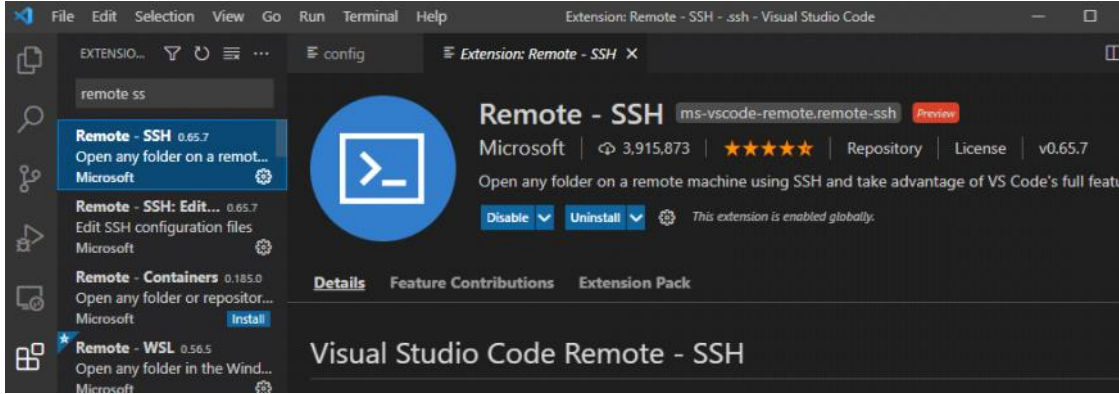 File Edit Selection View Go Run Terminal Help Extension: Remote - SSH - .ssh - Visual Studio Code
EXTENSIO...
config
Extension: Remote - SSH
remote ss
Remote - SSH 0.65.7
Open any folder on a remot...
Microsoft
Remote - SSH: Edit... 0.65.7
Edit SSH configuration files
Microsoft
Remote - Containers 0.185.0
Open any folder or repositor...
Microsoft Install
Remote - WSL 0.56.5
Open any folder in the Wind...
Microsoft
Remote - SSH ms-vscode-remote.remote-ssh Preview
Microsoft 3,915,873 Repository License v0.65.7
Open any folder on a remote machine using SSH and take advantage of VS Code's full featu
Disable Uninstall This extension is enabled globally.
Details Feature Contributions Extension Pack
Visual Studio Code Remote - SSH